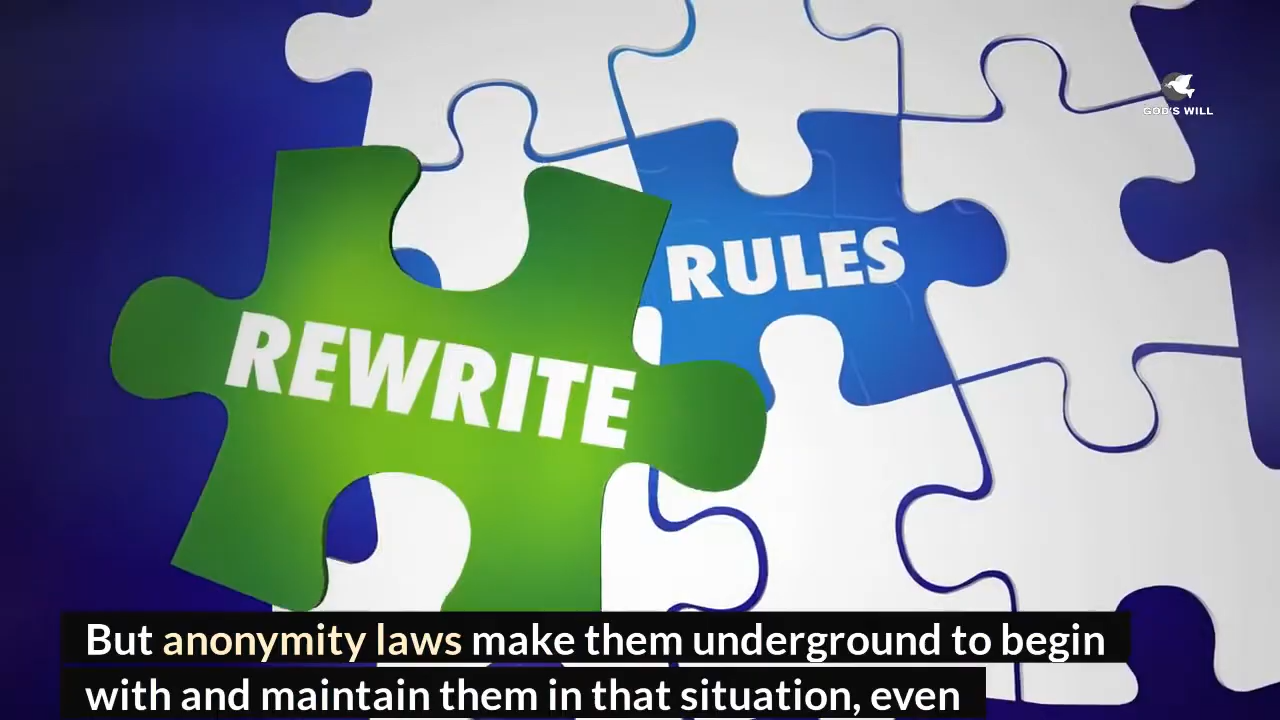 GOD'S WILL
RULES
REWRITE
But anonymity laws make them underground to begin
with and maintain them in that situation, even